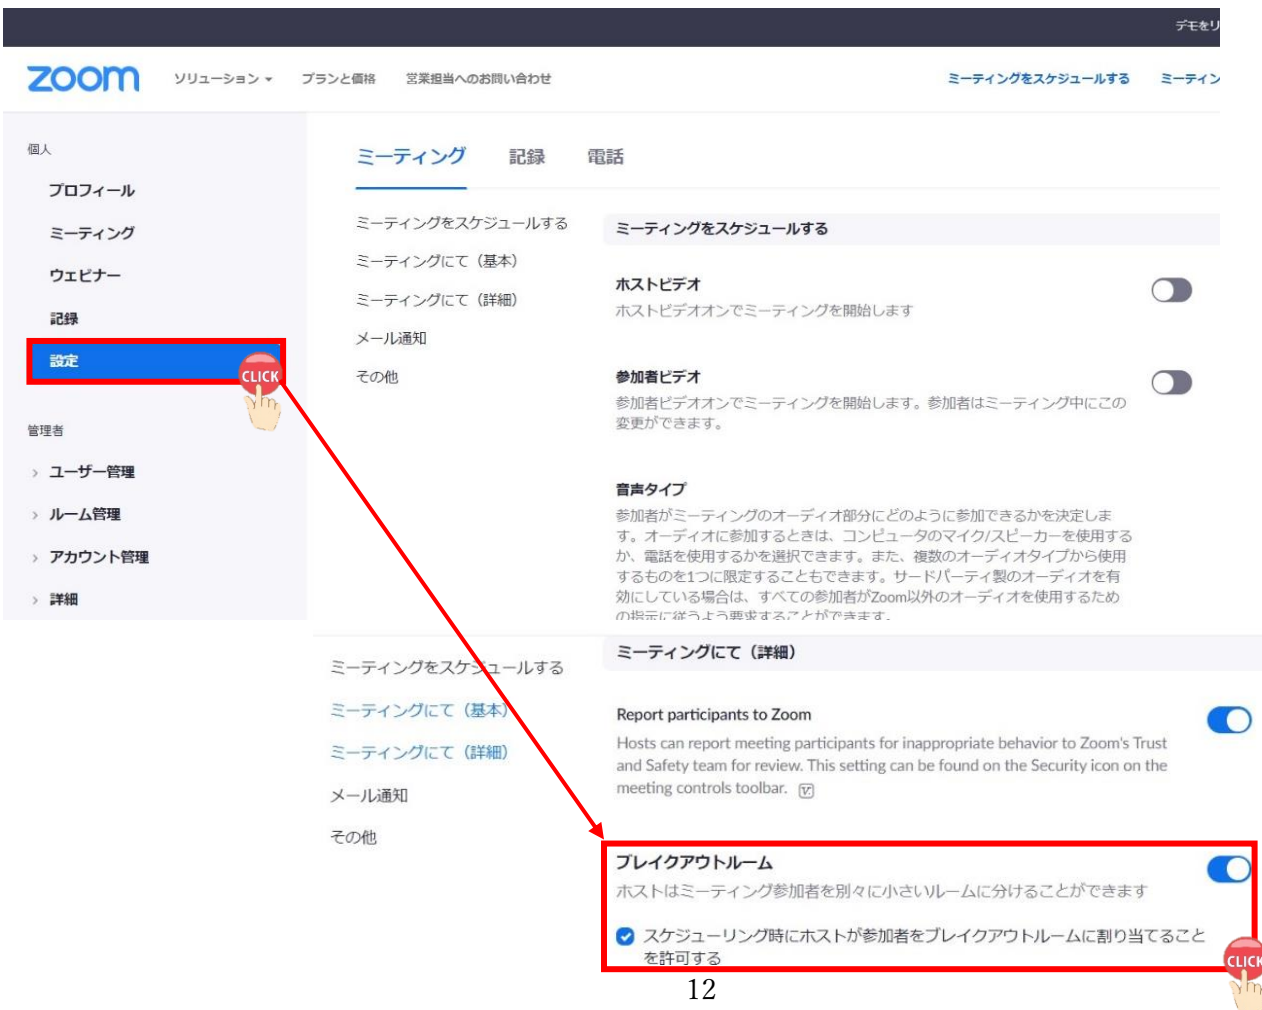 デモをリ
zoom
ソリューション プランと価格 営業担当へのお問い合わせ ミーティングをスケジュールする ミーティン
個人
プロフィール
ミーティング
ウェビナー
記録
設定
CLICK
管理者
ユーザー管理
ルーム管理
アカウント管理
詳細
ミーティング 記録 電話
ミーティングをスケジュールする
ミーティングにて（基本）
ミーティングにて（詳細）
メール通知
その他
ミーティングをスケジュールする
ホストビデオ
ホストビデオオンでミーティングを開始します
参加者ビデオ
参加者ビデオオンでミーティングを開始します。参加者はミーティング中にこの
変更ができます。
音声タイプ
参加者がミーティングのオーディオ部分にどのように参加できるかを決定しま
す。オーディオに参加するときは、コンピュータのマイク/スピーカーを使用する
か、電話を使用するかを選択できます。また、複数のオーディオタイプから使用
するものを1つに限定することもできます。サードパーティ製のオーディオを有
効にしている場合は、すべての参加者がZoom以外のオーディオを使用するため
の指示に従うよう要求することができます。
ミーティングをスケジュールする
ミーティングにて（基本）
ミーティングにて（詳細）
メール通知
その他
ミーティングにて（詳細）
Report participants to Zoom
Hosts can report meeting participants for inappropriate behavior to Zoom's Trust
and Safety team for review. This setting can be found on the Security icon on the
meeting controls toolbar.
ブレイクアウトルーム
ホストはミーティング参加者を別々に小さいルームに分けることができます
スケジューリング時にホストが参加者をブレイクアウトルームに割り当てること
を許可する
CLICK
12